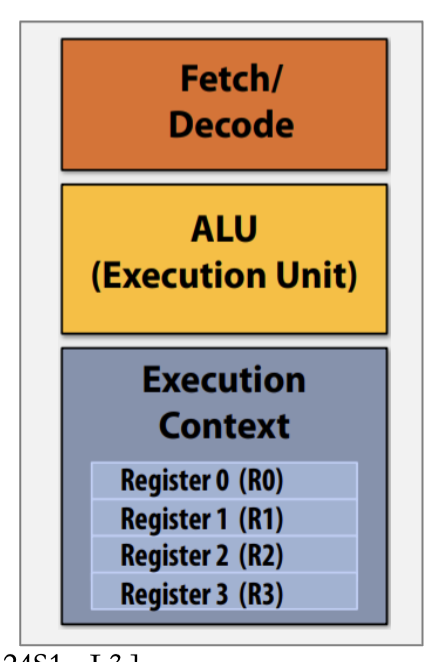 Fetch/
Decode
ALU
(Execution Unit)
Execution
Context
Register 0 (R0)
Register 1 (R1)
Register 2 (R2)
Register 3 (R3)